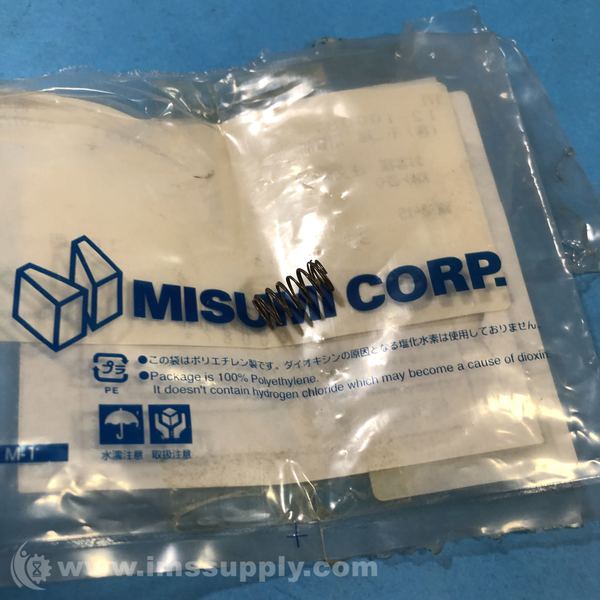 MISUMI CORP.
●この袋はポリエチレン製です。ダイオキシンの原因となる塩化水素は使用しておりません。
プラ
●Package is 100% Polyethylene.
PE
It doesn't contain hydrogen chloride which may become a cause of dioxin
M-1
水濡注意 取扱注意
www.imssupply.com